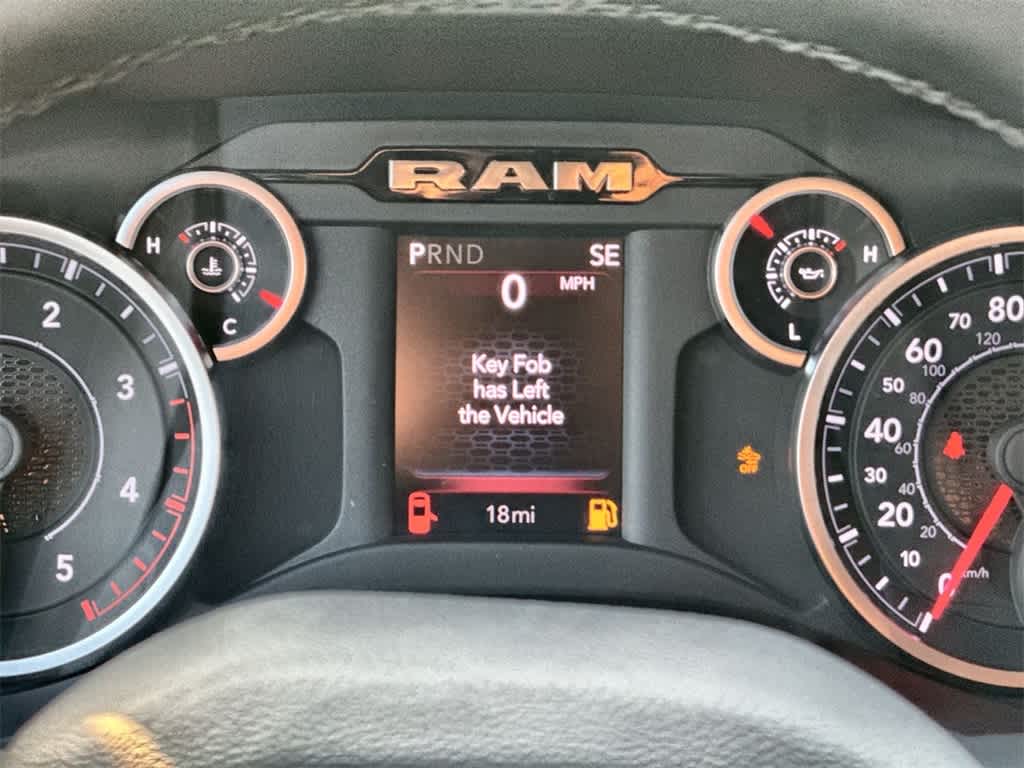 RAM
PRND SE
0 MPH
Key Fob
has Left
the Vehicle
18mi
H
C
H
L
2
3
4
5
OFF
80
70
60
50
40
30
20
10
0
120
100
80
60
40
20
km/h